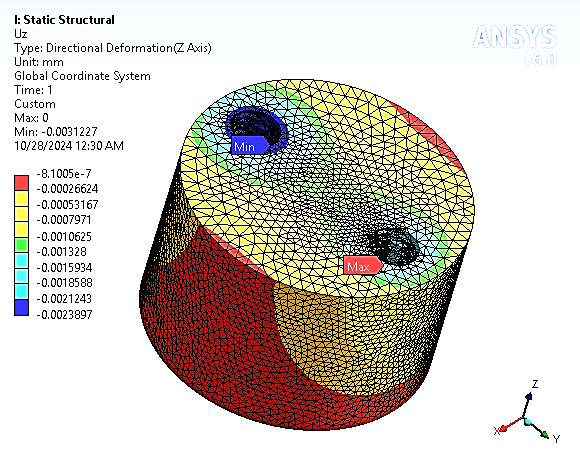 I: Static Structural
Uz
Type: Directional Deformation(Z Axis)
Unit: mm
Global Coordinate System
Time: 1
Custom
Max: 0
Min: -0.0031227
10/28/2024 12:30 AM
ANSYS
16.0
-8.1005e-7
-0.00026624
-0.00053167
-0.0007971
-0.0010625
-0.001328
-0.0015934
-0.0018588
-0.0021243
-0.0023897
Min
Max
Z
X
Y